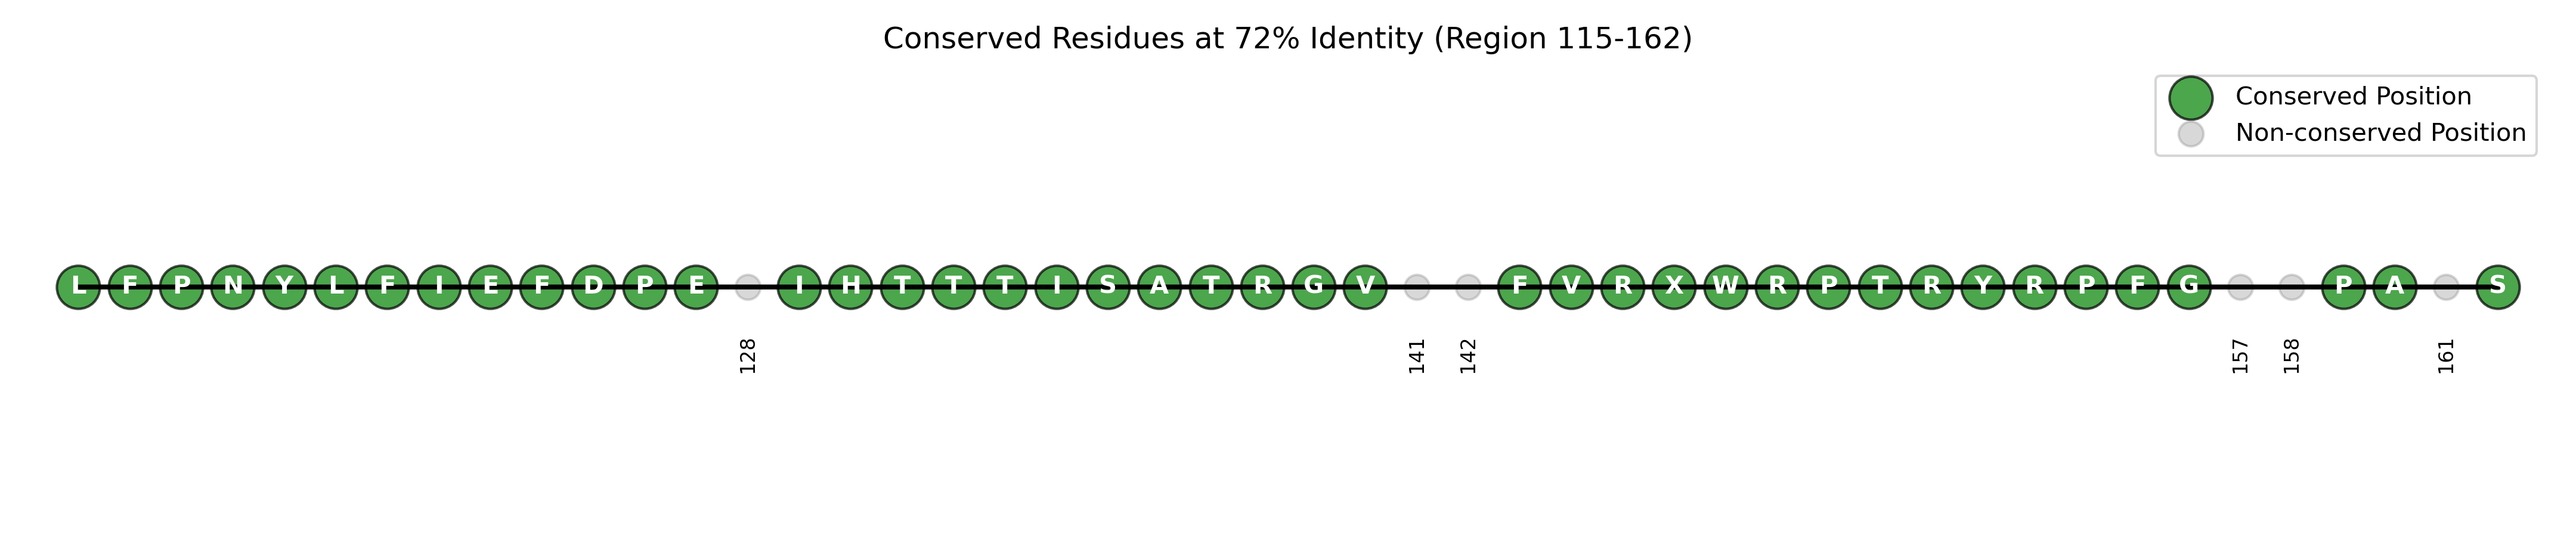 Conserved Residues at 72% Identity (Region 115-162)
Conserved Position
Non-conserved Position
L F P N Y L F I E F D P E I H T T T I S A T R G V F V R X W R P T R Y R P F G P A S
128 141 142 157 158 161